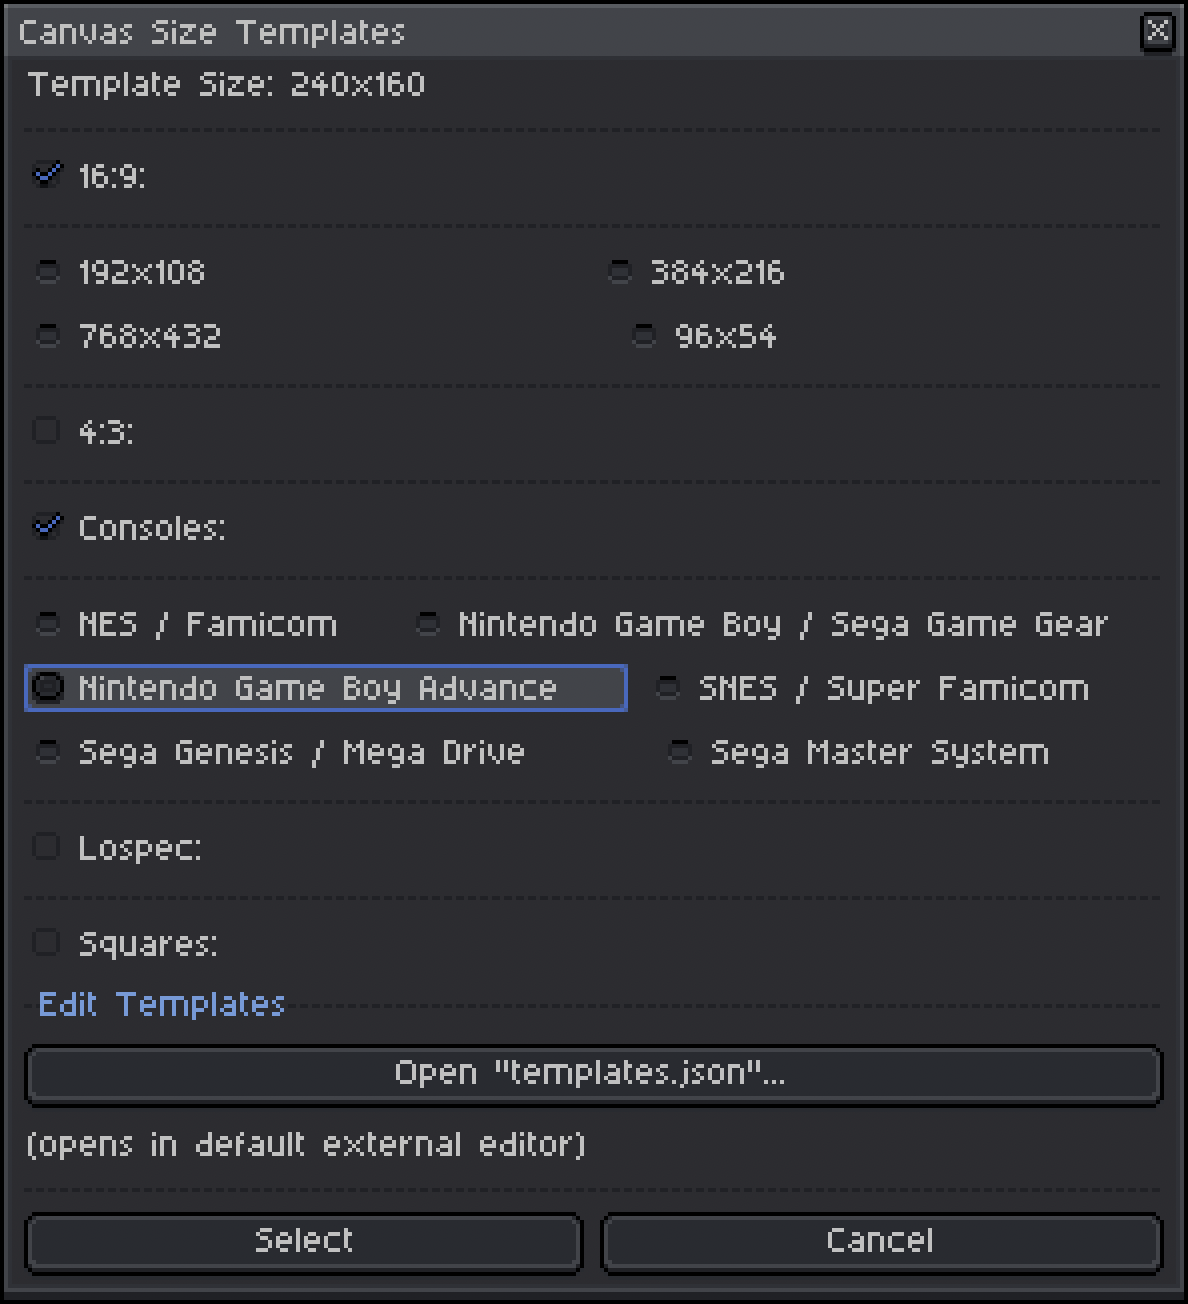 Canvas Size Templates
Template Size: 240x160
16:9:
192x108 384x216
768x432 96x54
4:3:
Consoles:
NES / Famicom Nintendo Game Boy / Sega Game Gear
Nintendo Game Boy Advance SNES / Super Famicom
Sega Genesis / Mega Drive Sega Master System
Lospec:
Squares:
Edit Templates
Open "templates.json"...
(opens in default external editor)
Select Cancel